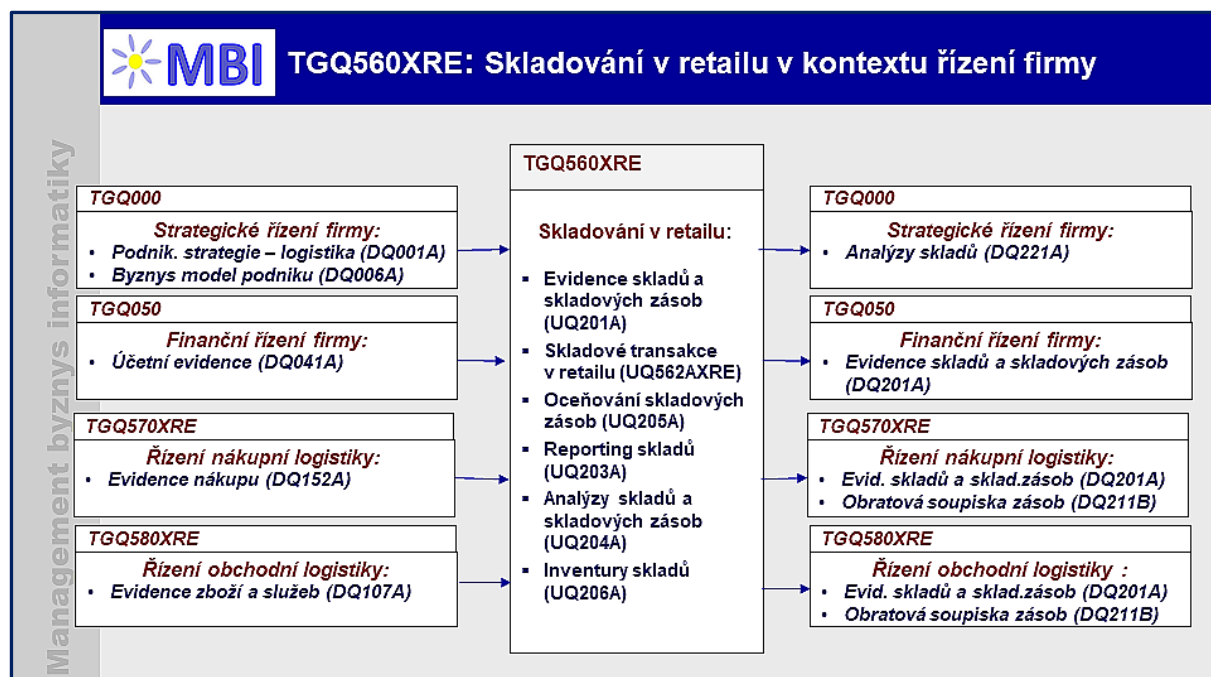 MBI
TGQ560XRE: Skladování v retailu v kontextu řízení firmy
Management byznys informatiky
TGQ000
Strategické řízení firmy:
• Podnik. strategie – logistika (DQ001A)
• Byznys model podniku (DQ006A)
TGQ050
Finanční řízení firmy:
• Účetní evidence (DQ041A)
TGQ570XRE
Řízení nákupní logistiky:
• Evidence nákupu (DQ152A)
TGQ580XRE
Řízení obchodní logistiky:
• Evidence zboží a služeb (DQ107A)
TGQ560XRE
Skladování v retailu:
▪ Evidence skladů a
skladových zásob
(UQ201A)
▪ Skladové transakce
v retailu (UQ562AXRE)
▪ Oceňování skladových
zásob (UQ205A)
▪ Reporting skladů
(UQ203A)
▪ Analýzy skladů a
skladových zásob
(UQ204A)
▪ Inventury skladů
(UQ206A)
TGQ000
Strategické řízení firmy:
• Analýzy skladů (DQ221A)
TGQ050
Finanční řízení firmy:
• Evidence skladů a skladových zásob
(DQ201A)
TGQ570XRE
Řízení nákupní logistiky:
• Evid. skladů a sklad.zásob (DQ201A)
• Obratová soupiska zásob (DQ211B)
TGQ580XRE
Řízení obchodní logistiky :
• Evid. skladů a sklad.zásob (DQ201A)
• Obratová soupiska zásob (DQ211B)